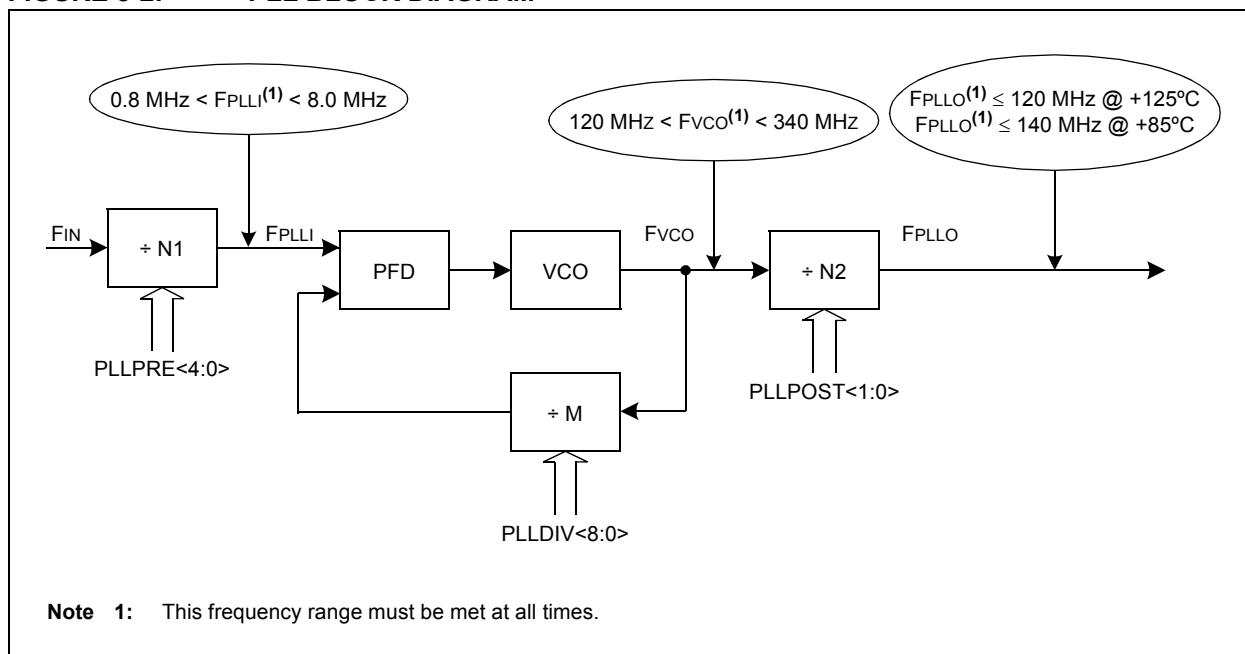 0.8 MHz < FPLLI(1) < 8.0 MHz
120 MHz < FVCO(1) < 340 MHz
FPLLO(1) ≤ 120 MHz @ +125ºC
FPLLO(1) ≤ 140 MHz @ +85ºC
FIN
÷ N1
FPLLI
PFD
VCO
FVCO
÷ N2
FPLLO
PLLPRE<4:0>
÷ M
PLLPOST<1:0>
PLLDIV<8:0>
Note 1: This frequency range must be met at all times.